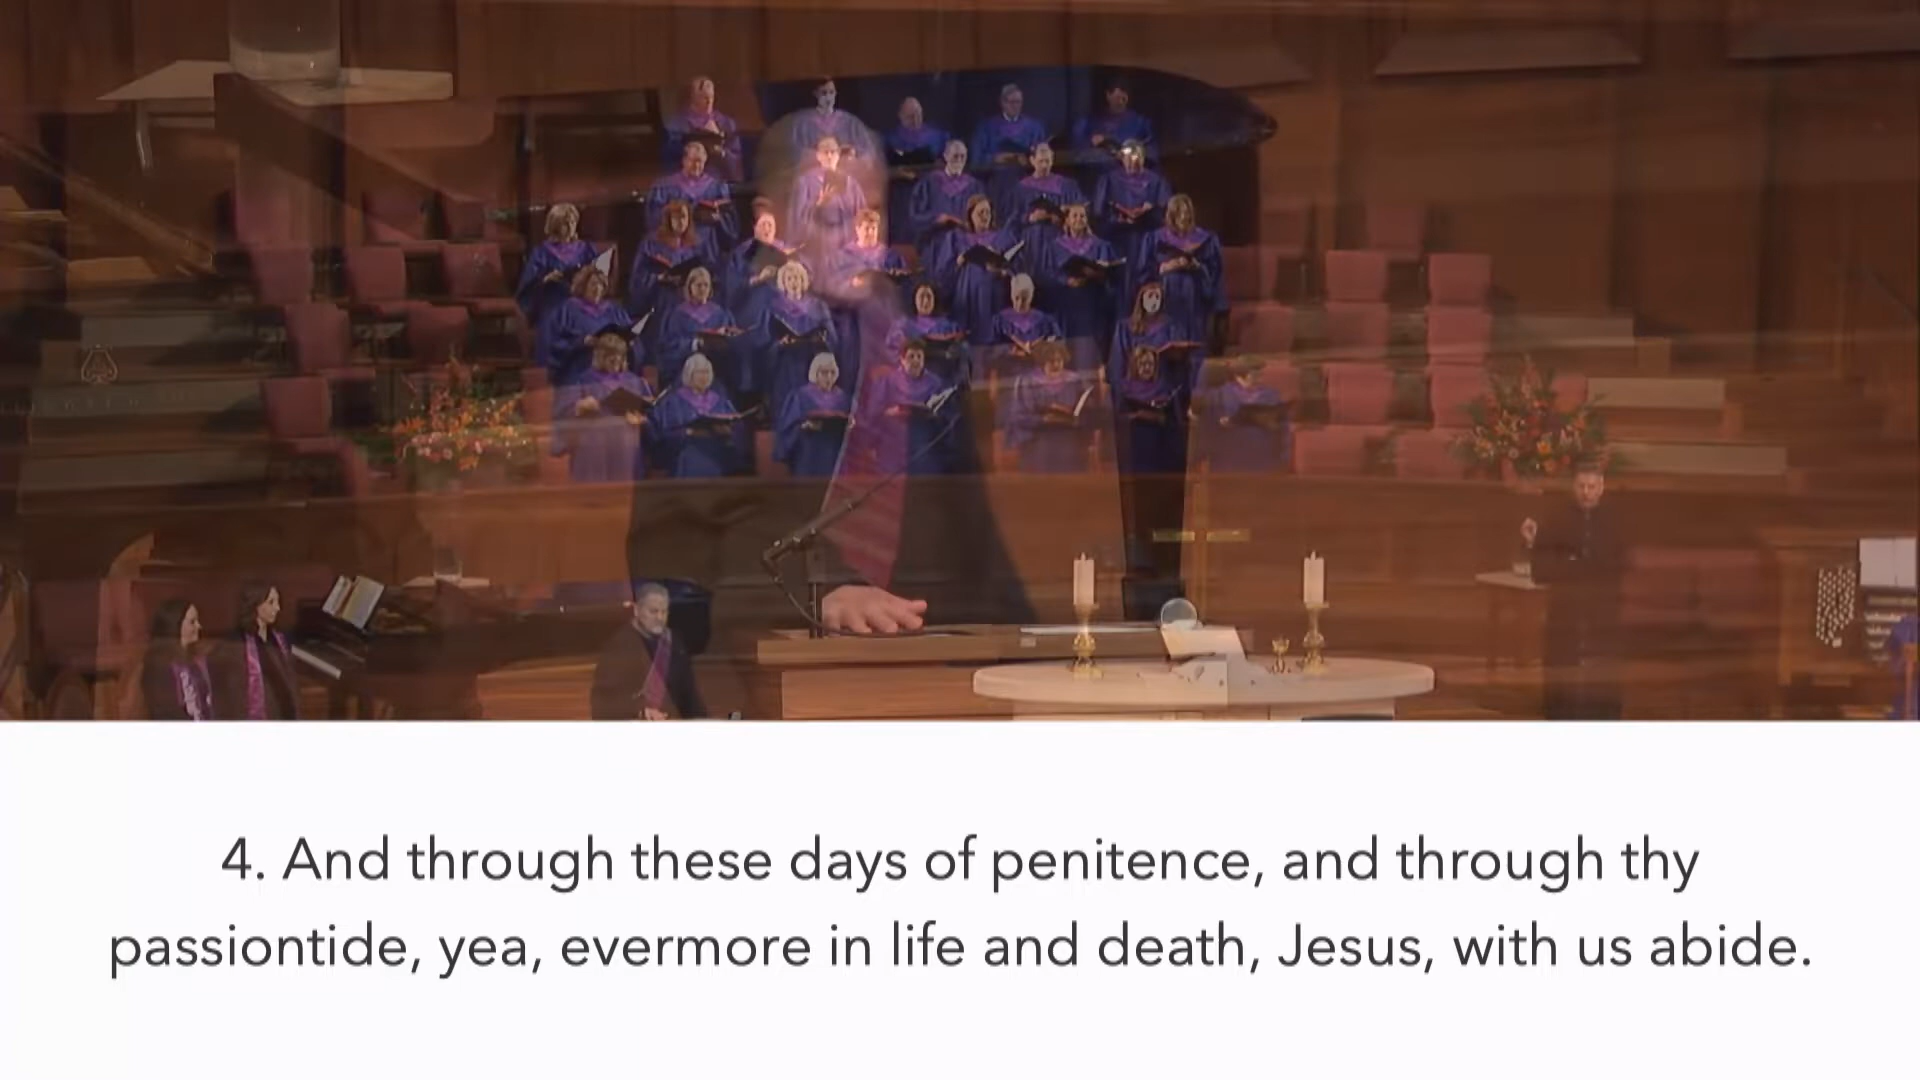 4. And through these days of penitence, and through thy
passiontide, yea, evermore in life and death, Jesus, with us abide.